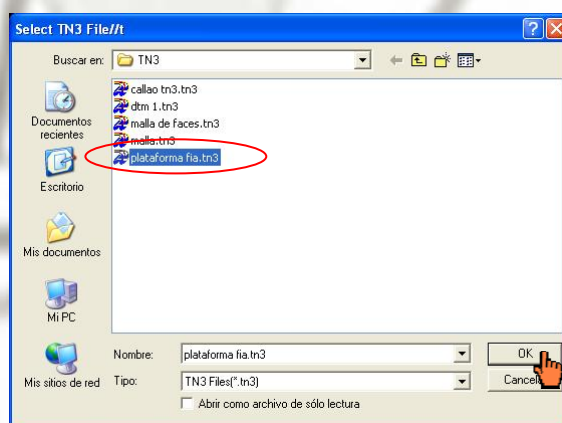 Select TN3 File//t
Buscar en: TN3
callao tn3.tn3
dtm 1.tn3
malla de faces.tn3
malla.tn3
plataforma fia.tn3
Documentos recientes
Escritorio
Mis documentos
Mi PC
Mis sitios de red
Nombre: plataforma fia.tn3 OK
Tipo: TN3 Files(*.tn3) Cancela
Abrir como archivo de sólo lectura